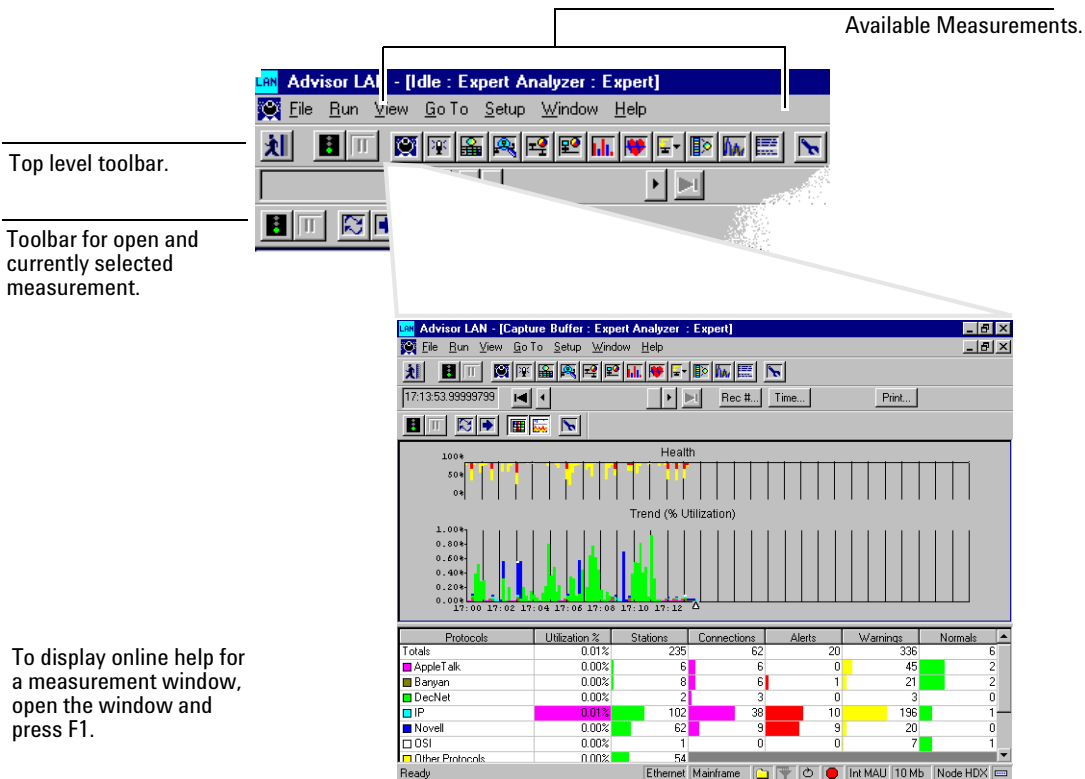 Available Measurements.
LAN Advisor LAN - [Idle : Expert Analyzer : Expert]
File Run View Go To Setup Window Help
Top level toolbar.
Toolbar for open and
currently selected
measurement.
LAN Advisor LAN - [Capture Buffer : Expert Analyzer : Expert]
File Run View Go To Setup Window Help
17:13:53.99999799 Rec #... Time... Print...
Health
100%
50%
0%
Trend (% Utilization)
1.00%
0.80%
0.60%
0.40%
0.20%
0.00%
17:00 17:02 17:04 17:06 17:08 17:10 17:12
Protocols Utilization % Stations Connections Alerts Warnings Normals
Totals 0.01% 235 62 20 336 6
AppleTalk 0.00% 6 6 0 45 2
Banyan 0.00% 8 6 1 21 2
DecNet 0.00% 2 3 0 3 0
IP 0.01% 102 38 10 196 1
Novell 0.00% 62 9 9 20 0
OSI 0.00% 1 0 0 7 1
Other Protocols 0.00% 54
Ready Ethernet Mainframe Int MAU 10 Mb Node HDX
To display online help for
a measurement window,
open the window and
press F1.